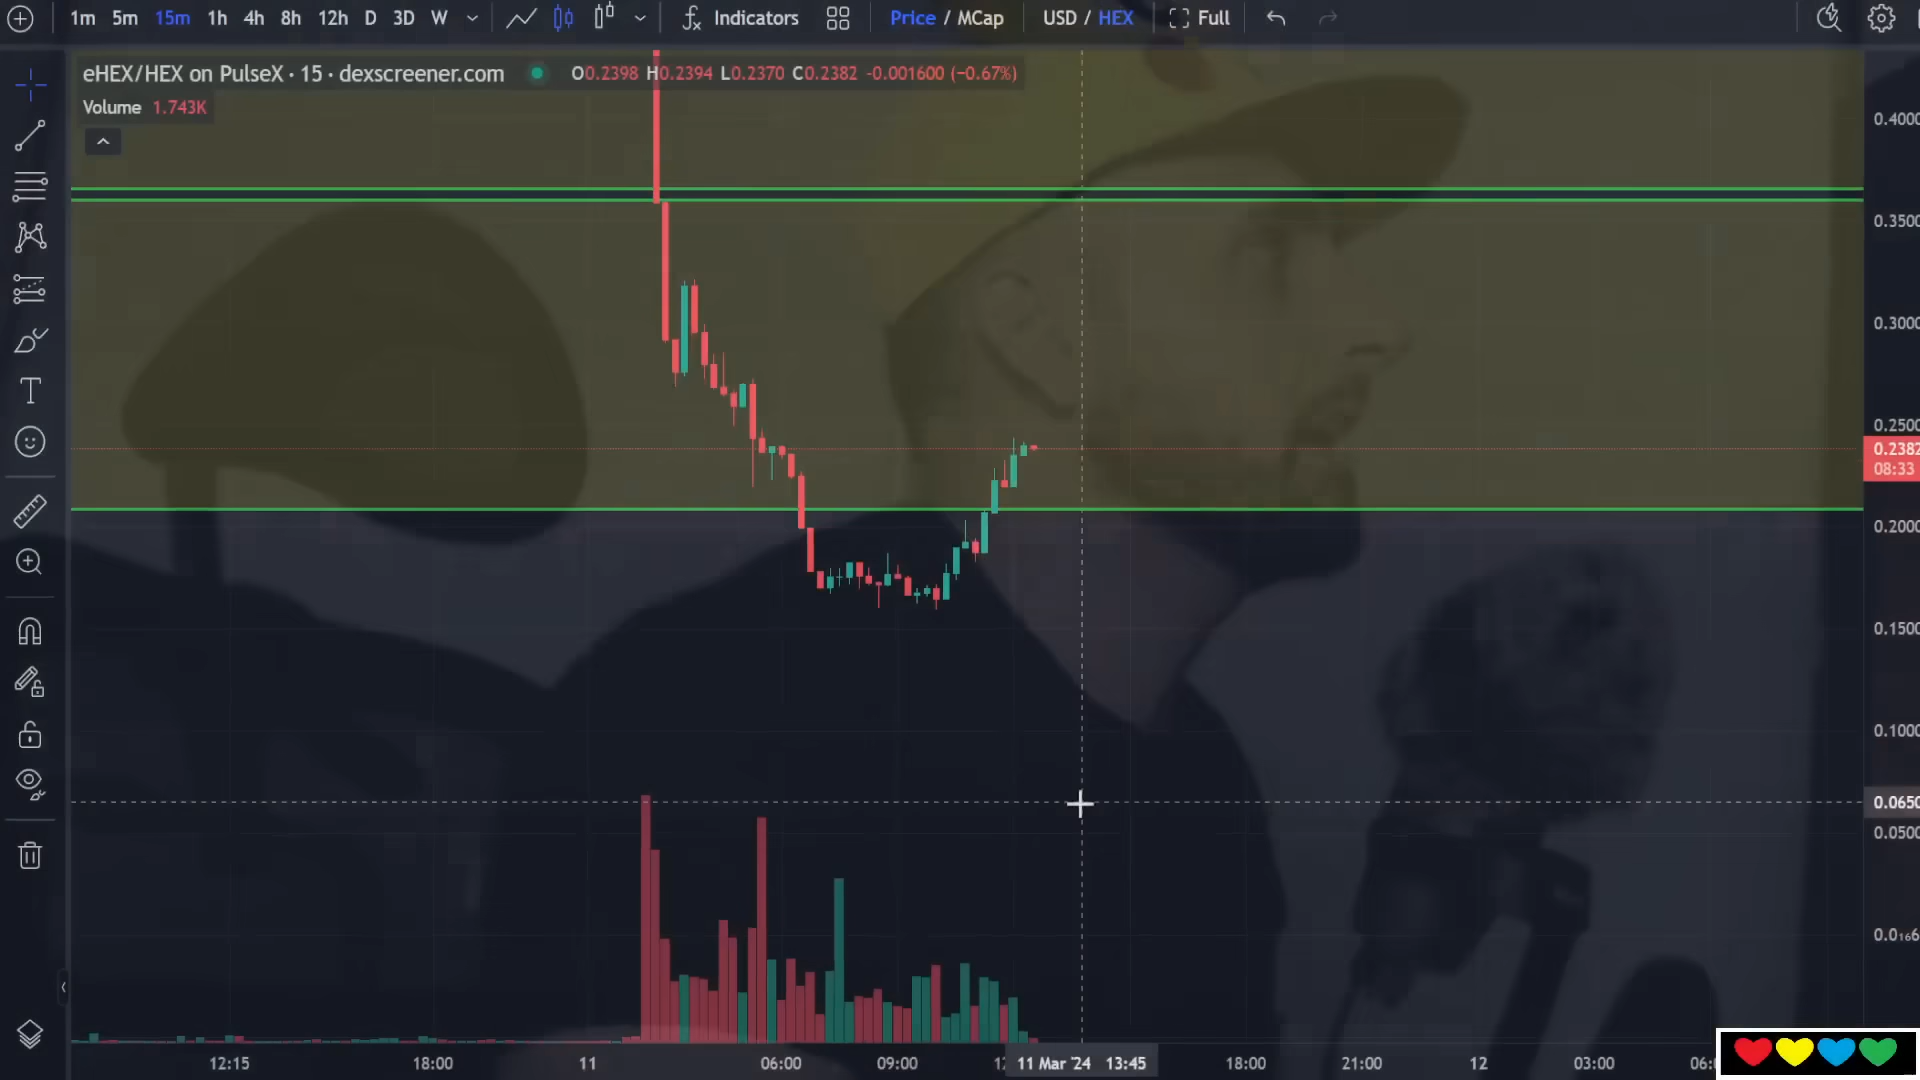 1m 5m 15m 1h 4h 8h 12h D 3D W Indicators Price / MCap USD / HEX Full
eHEX/HEX on PulseX · 15 · dexscreener.com O0.2398 H0.2394 L0.2370 C0.2382 -0.001600 (−0.67%)
Volume 1.743K
0.4000
0.3500
0.3000
0.2500
0.2382
08:33
0.2000
0.1500
0.1000
0.0650
0.0500
12:15 18:00 11 06:00 09:00 11 Mar '24 13:45 18:00 21:00 12 03:00